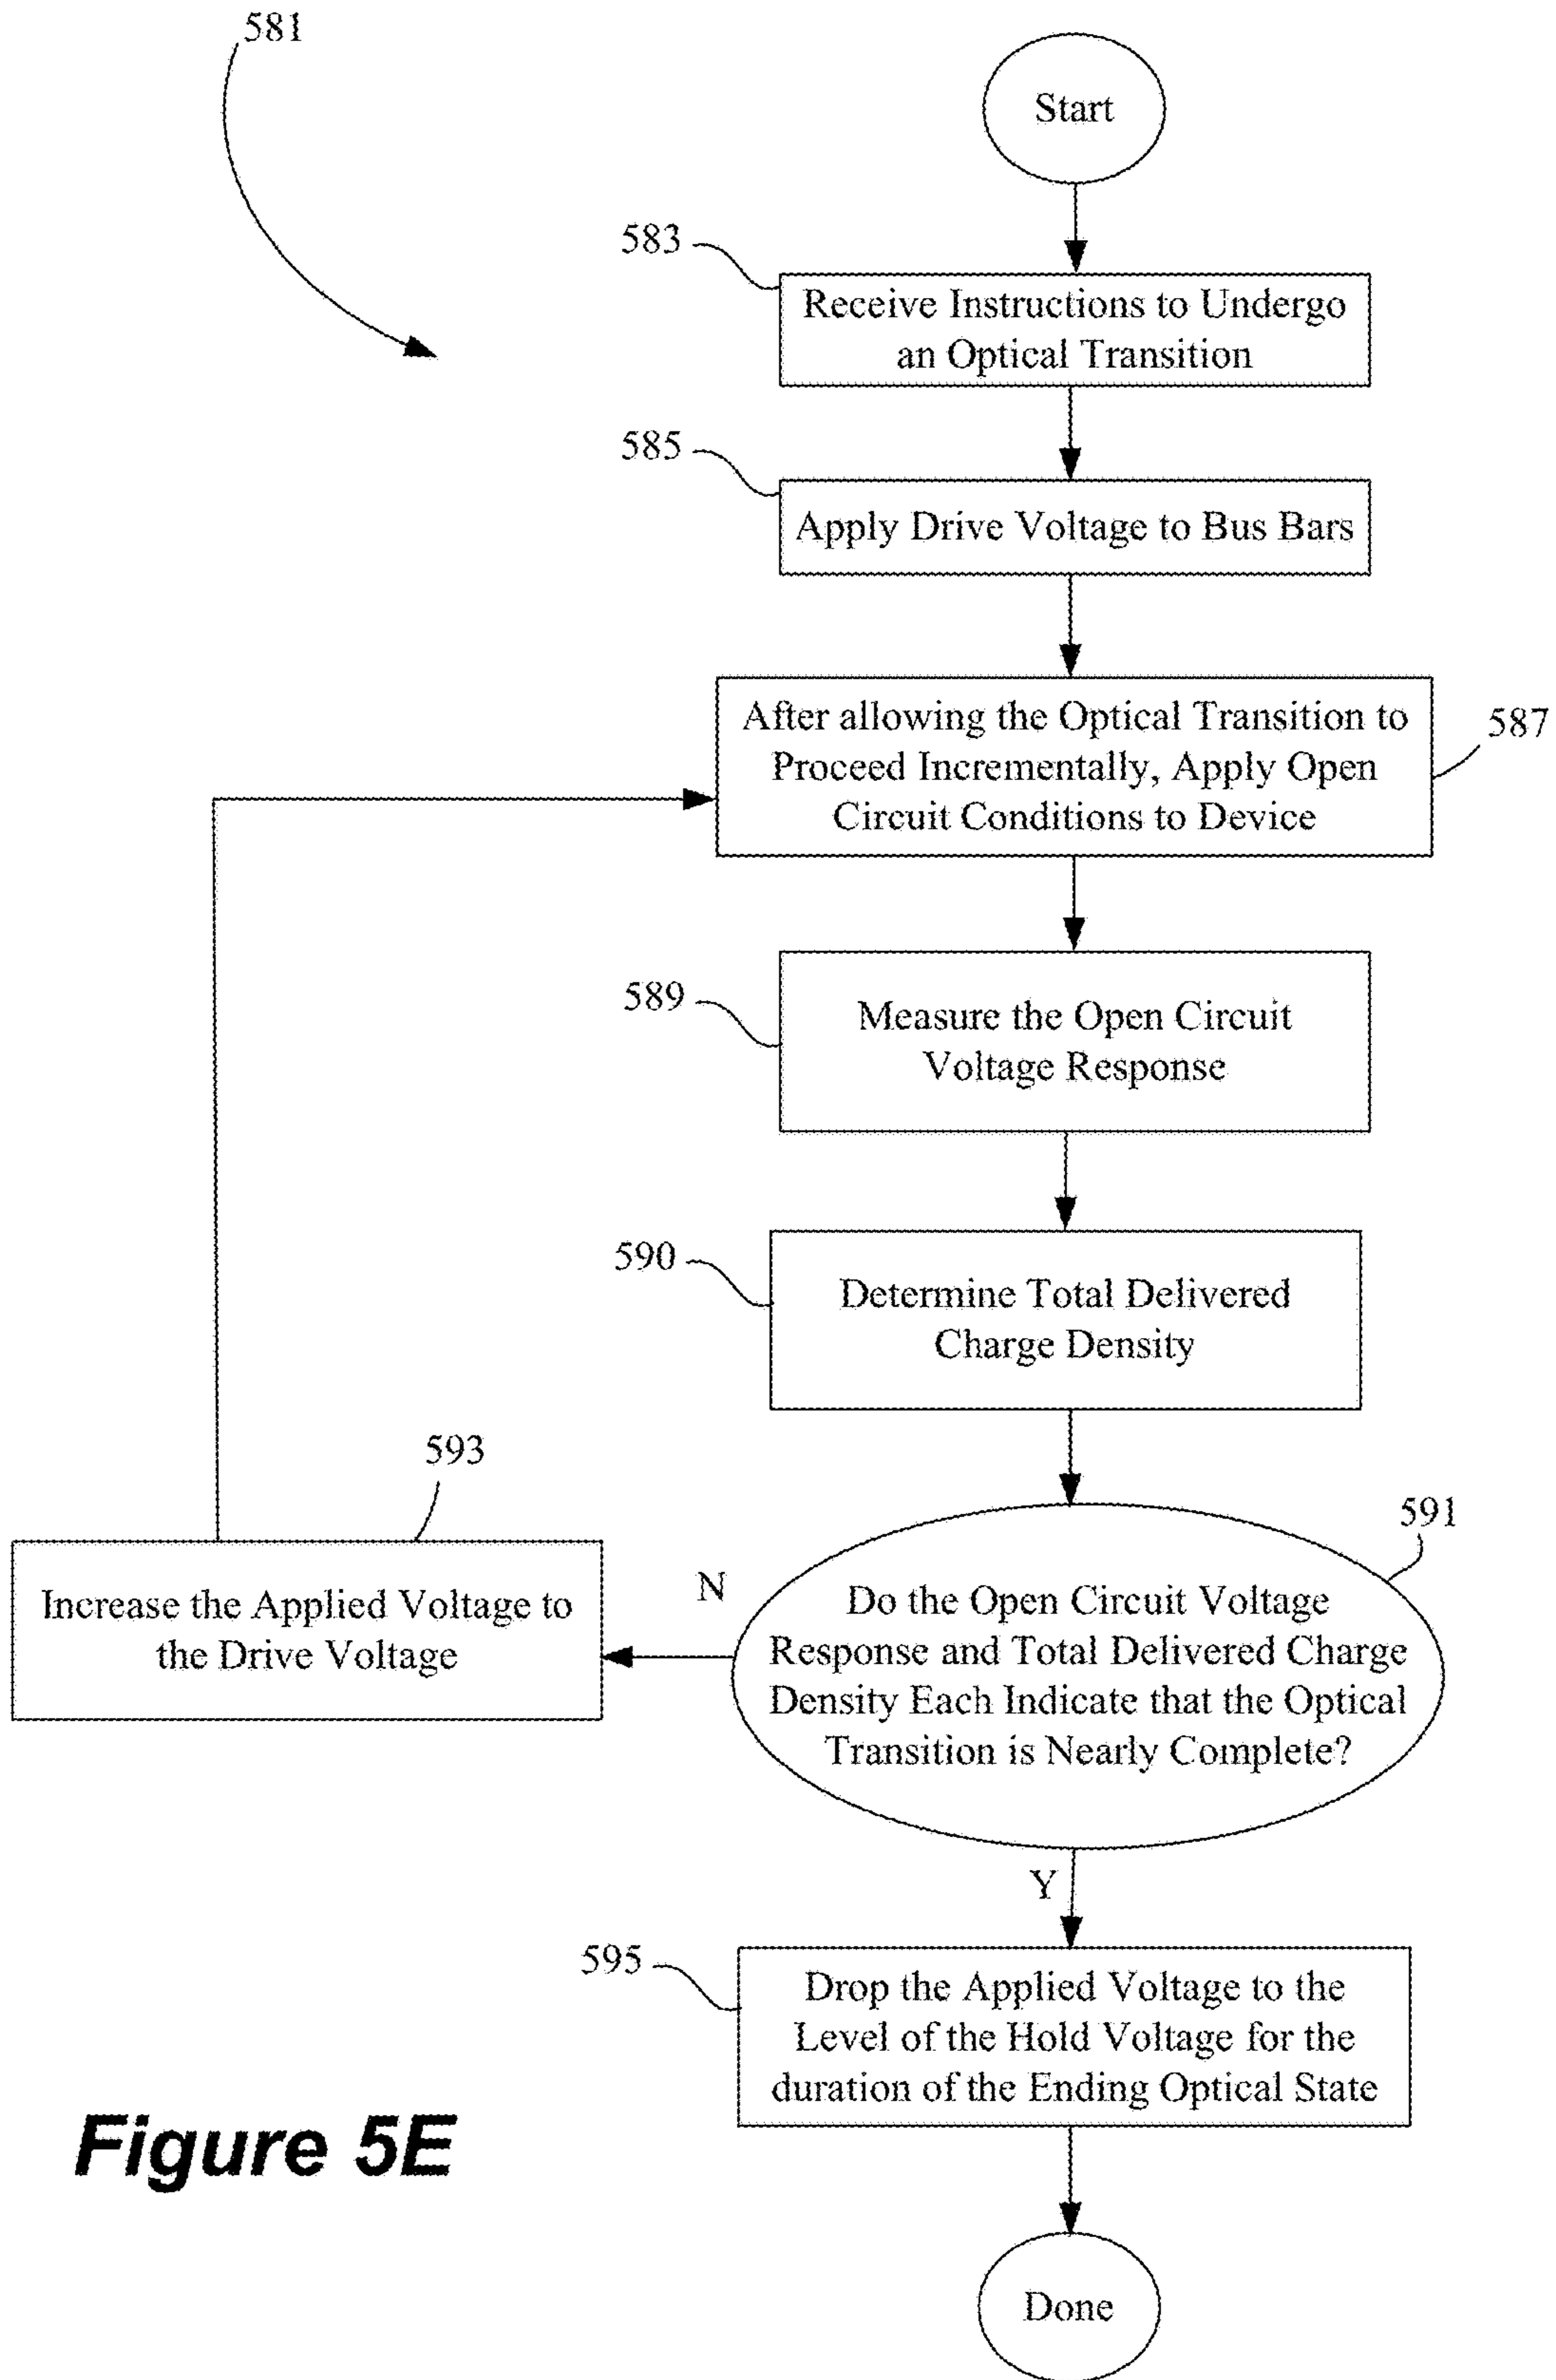 581
Start
583
Receive Instructions to Undergo
an Optical Transition
585
Apply Drive Voltage to Bus Bars
After allowing the Optical Transition to
Proceed Incrementally, Apply Open
Circuit Conditions to Device
587
589
Measure the Open Circuit
Voltage Response
590
Determine Total Delivered
Charge Density
593
Increase the Applied Voltage to
the Drive Voltage
N
591
Do the Open Circuit Voltage
Response and Total Delivered Charge
Density Each Indicate that the Optical
Transition is Nearly Complete?
Y
595
Drop the Applied Voltage to the
Level of the Hold Voltage for the
duration of the Ending Optical State
Figure 5E
Done